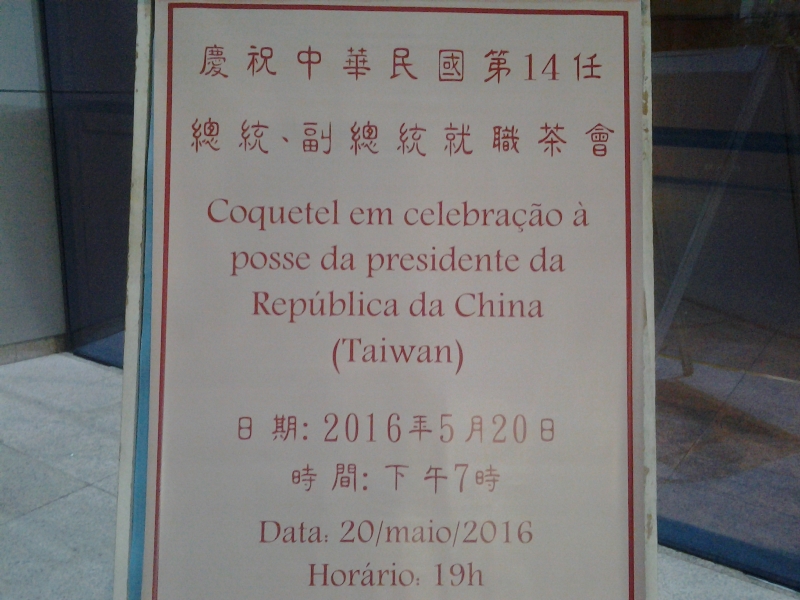 慶祝中華民國第14任
總統、副總統就職茶會
Coquetel em celebração à
posse da presidente da
República da China
(Taiwan)
日期: 2016年5月20日
時間: 下午7時
Data: 20/maio/2016
Horário: 19h